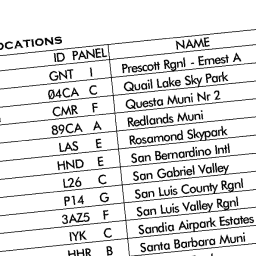 OCATIONS
ID PANEL NAME
GNT I Prescott Rgnl - Ernest A
Ø4CA C Quail Lake Sky Park
CMR F Questa Muni Nr 2
89CA A Redlands Muni
LAS E Rosamond Skypark
HND E San Bernardino Intl
L26 C San Gabriel Valley
P14 G San Luis County Rgnl
3AZ5 F San Luis Valley Rgnl
IYK C Sandia Airpark Estates
HHR B Santa Barbara Muni